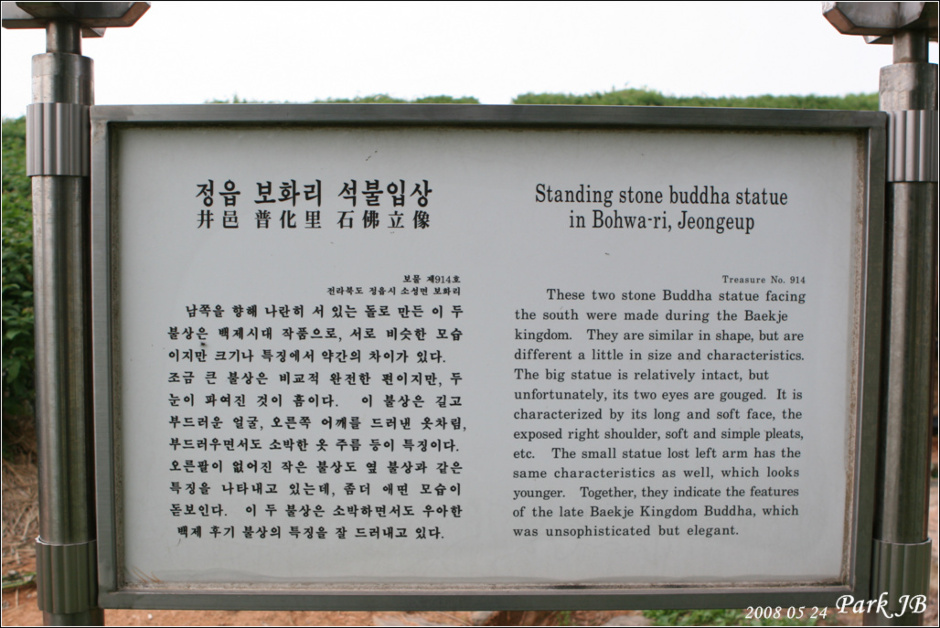 정읍 보화리 석불입상
井邑 普化里 石佛立像
보물 제914호
전라북도 정읍시 소성면 보화리
남쪽을 향해 나란히 서 있는 돌로 만든 이 두
불상은 백제시대 작품으로, 서로 비슷한 모습
이지만 크기나 특징에서 약간의 차이가 있다.
조금 큰 불상은 비교적 완전한 편이지만, 두
눈이 파여진 것이 흠이다. 이 불상은 길고
부드러운 얼굴, 오른쪽 어깨를 드러낸 옷차림,
부드러우면서도 소박한 옷 주름 등이 특징이다.
오른팔이 없어진 작은 불상도 옆 불상과 같은
특징을 나타내고 있는데, 좀더 애띤 모습이
돋보인다. 이 두 불상은 소박하면서도 우아한
백제 후기 불상의 특징을 잘 드러내고 있다.
Standing stone buddha statue
in Bohwa-ri, Jeongeup
Treasure No. 914
These two stone Buddha statue facing
the south were made during the Baekje
kingdom. They are similar in shape, but are
different a little in size and characteristics.
The big statue is relatively intact, but
unfortunately, its two eyes are gouged. It is
characterized by its long and soft face, the
exposed right shoulder, soft and simple pleats,
etc. The small statue lost left arm has the
same characteristics as well, which looks
younger. Together, they indicate the features
of the late Baekje Kingdom Buddha, which
was unsophisticated but elegant.
2008 05 24 Park JB